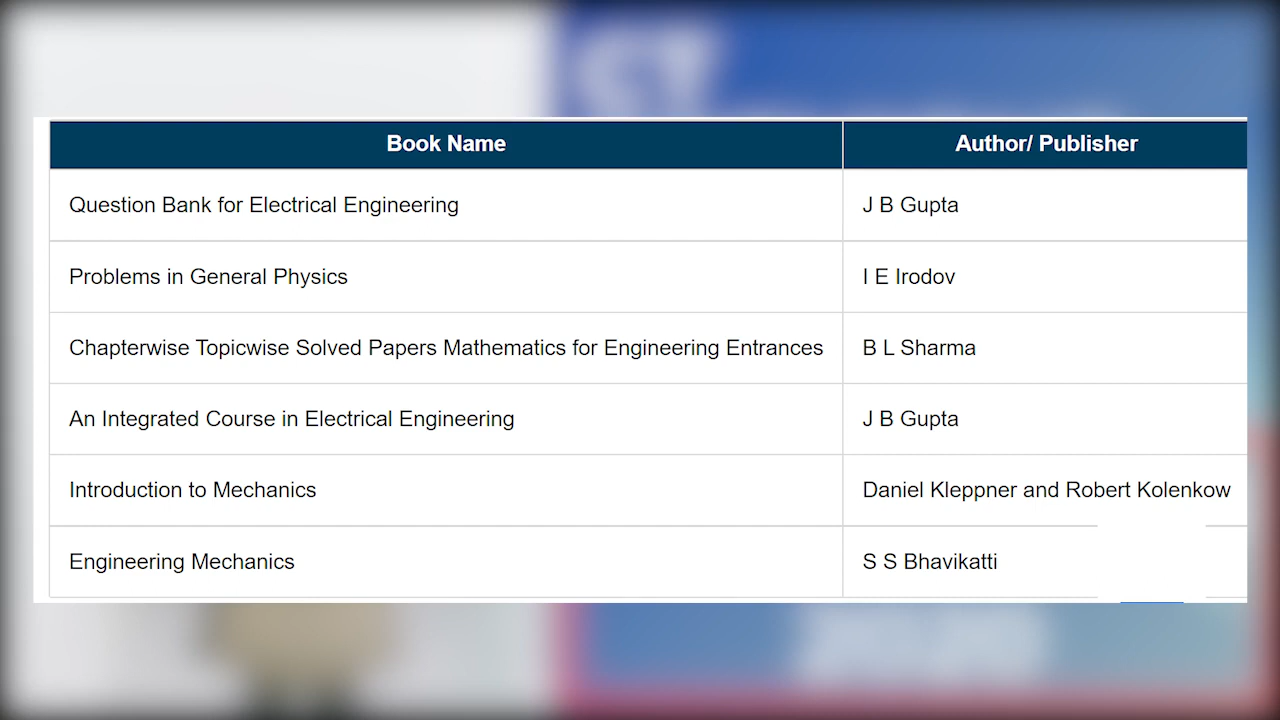 Book Name Author/ Publisher
Question Bank for Electrical Engineering J B Gupta
Problems in General Physics I E Irodov
Chapterwise Topicwise Solved Papers Mathematics for Engineering Entrances B L Sharma
An Integrated Course in Electrical Engineering J B Gupta
Introduction to Mechanics Daniel Kleppner and Robert Kolenkow
Engineering Mechanics S S Bhavikatti